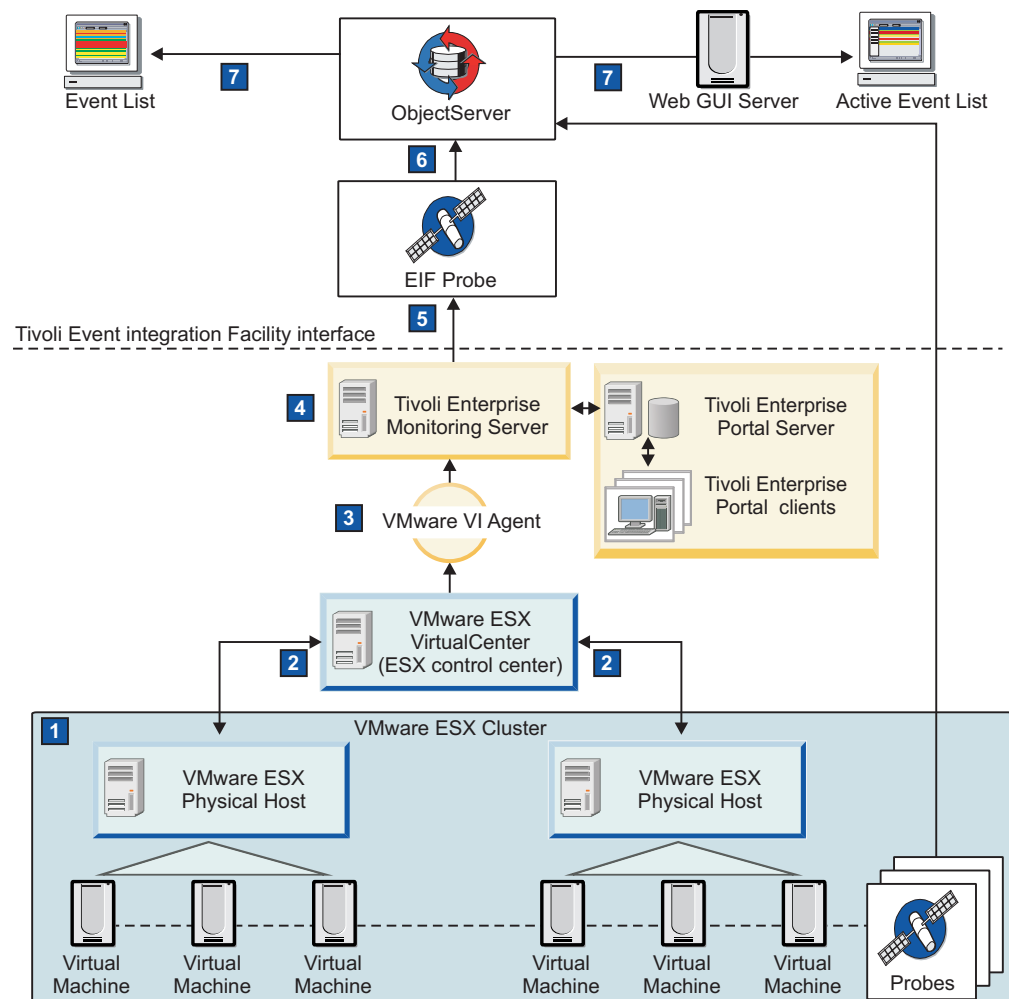 7
7
Event List
ObjectServer
Web GUI Server
Active Event List
6
EIF Probe
5
Tivoli Event integration Facility interface
4
Tivoli Enterprise
Monitoring Server
Tivoli Enterprise
Portal Server
Tivoli Enterprise
Portal clients
3
VMware VI Agent
VMware ESX
VirtualCenter
(ESX control center)
2
2
1
VMware ESX Cluster
VMware ESX
Physical Host
VMware ESX
Physical Host
Virtual
Machine
Virtual
Machine
Virtual
Machine
Virtual
Machine
Virtual
Machine
Virtual
Machine
Probes